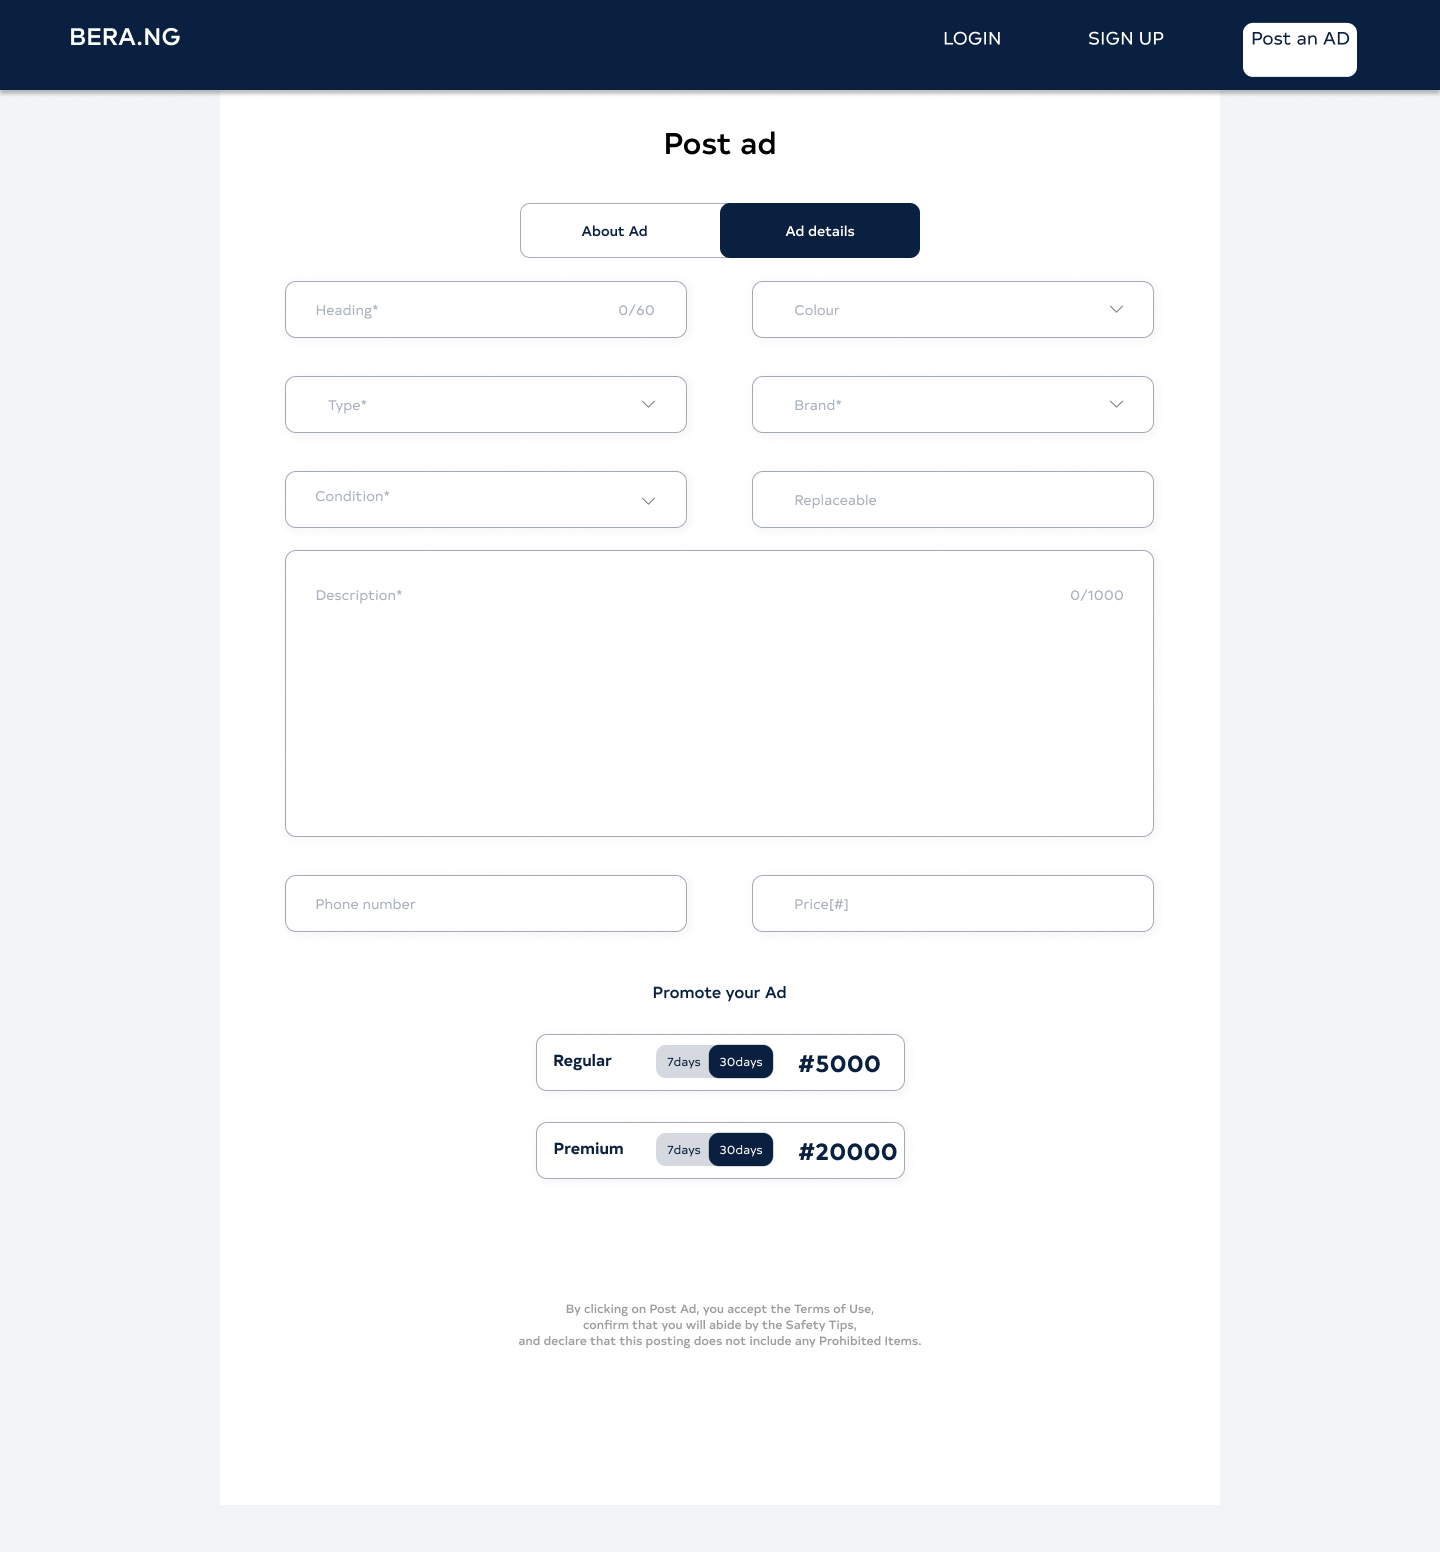 BERA.NG
LOGIN
SIGN UP
Post an AD
Post ad
About Ad
Ad details
Heading*
0/60
Colour
Type*
Brand*
Condition*
Replaceable
Description*
0/1000
Phone number
Price[#]
Promote your Ad
Regular
7days
30days
#5000
Premium
7days
30days
#20000
By clicking on Post Ad, you accept the Terms of Use,
confirm that you will abide by the Safety Tips,
and declare that this posting does not include any Prohibited Items.